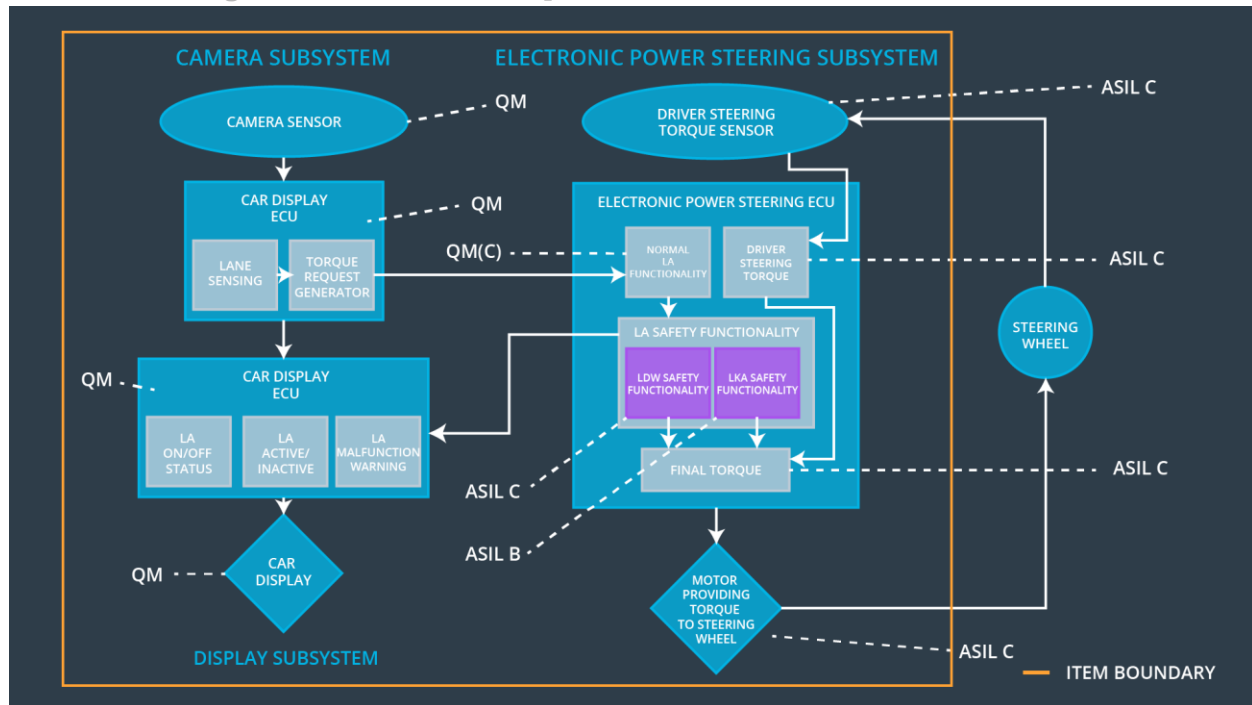 CAMERA SUBSYSTEM
ELECTRONIC POWER STEERING SUBSYSTEM
CAMERA SENSOR
QM
DRIVER STEERING
TORQUE SENSOR
ASIL C
CAR DISPLAY
ECU
QM
LANE
SENSING
TORQUE
REQUEST
GENERATOR
ELECTRONIC POWER STEERING ECU
QM(C)
NORMAL
LA
FUNCTIONALITY
DRIVER
STEERING
TORQUE
ASIL C
LA SAFETY FUNCTIONALITY
LDW SAFETY
FUNCTIONALITY
LKA SAFETY
FUNCTIONALITY
STEERING
WHEEL
QM
CAR DISPLAY
ECU
LA
ON/OFF
STATUS
LA
ACTIVE/
INACTIVE
LA
MALFUNCTION
WARNING
FINAL TORQUE
ASIL C
ASIL C
ASIL B
QM
CAR
DISPLAY
MOTOR
PROVIDING
TORQUE
TO STEERING
WHEEL
ASIL C
DISPLAY SUBSYSTEM
ITEM BOUNDARY